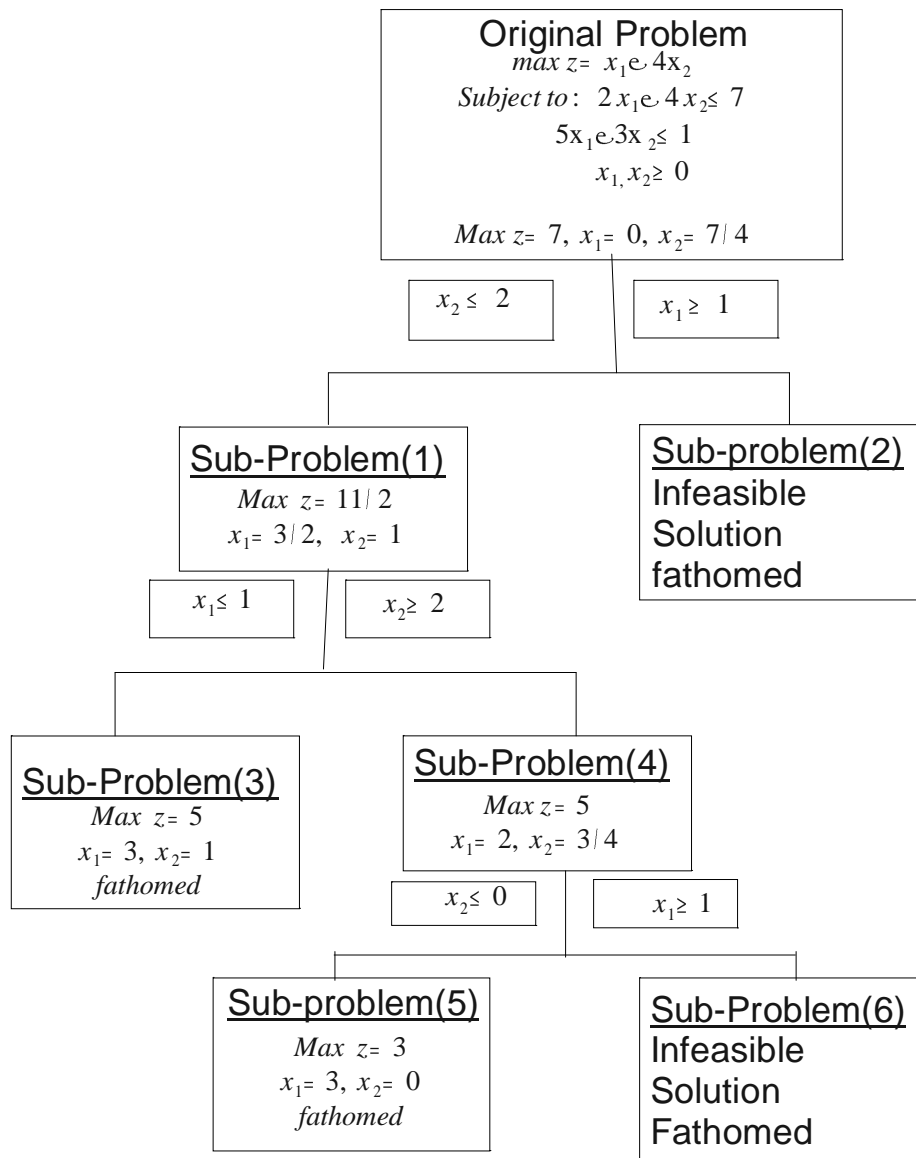 Original Problem
max z= x₁e 4x₂
Subject to: 2x₁e 4x₂≤ 7
5x₁e3x₂≤ 1
x₁, x₂≥ 0
Max z= 7, x₁= 0, x₂= 7/4
x₂ ≤ 2
x₁ ≥ 1
Sub-Problem(1)
Max z= 11/2
x₁= 3/2, x₂= 1
Sub-problem(2)
Infeasible
Solution
fathomed
x₁≤ 1
x₂≥ 2
Sub-Problem(3)
Max z= 5
x₁= 3, x₂= 1
fathomed
Sub-Problem(4)
Max z= 5
x₁= 2, x₂= 3/4
x₂≤ 0
x₁≥ 1
Sub-problem(5)
Max z= 3
x₁= 3, x₂= 0
fathomed
Sub-Problem(6)
Infeasible
Solution
Fathomed